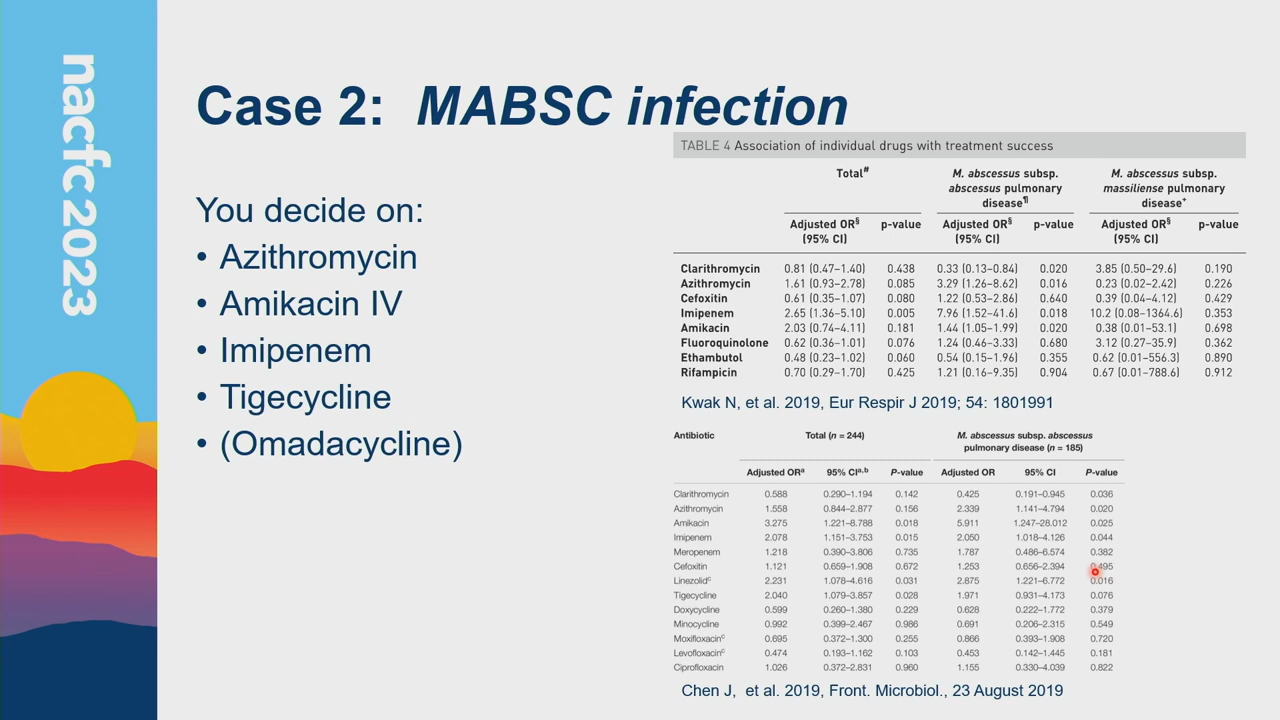 nacfc 2023
Case 2: MABSC infection
You decide on:
• Azithromycin
• Amikacin IV
• Imipenem
• Tigecycline
• (Omadacycline)
TABLE 4 Association of individual drugs with treatment success
Total# M. abscessus subsp. abscessus pulmonary disease¶ M. abscessus subsp. massiliense pulmonary disease+
Adjusted OR§ (95% CI) p-value Adjusted OR§ (95% CI) p-value Adjusted OR§ (95% CI) p-value
Clarithromycin 0.81 (0.47–1.40) 0.438 0.33 (0.13–0.84) 0.020 3.85 (0.50–29.6) 0.190
Azithromycin 1.61 (0.93–2.78) 0.085 3.29 (1.26–8.62) 0.016 0.23 (0.02–2.42) 0.226
Cefoxitin 0.61 (0.35–1.07) 0.080 1.22 (0.53–2.86) 0.640 0.39 (0.04–4.12) 0.429
Imipenem 2.65 (1.36–5.10) 0.005 7.96 (1.52–41.6) 0.018 10.2 (0.08–1364.6) 0.353
Amikacin 2.03 (0.74–4.11) 0.181 1.44 (1.05–1.99) 0.020 0.38 (0.01–53.1) 0.698
Fluoroquinolone 0.62 (0.36–1.01) 0.076 1.24 (0.46–3.33) 0.680 3.12 (0.27–35.9) 0.362
Ethambutol 0.48 (0.23–1.02) 0.060 0.54 (0.15–1.96) 0.355 0.62 (0.01–556.3) 0.890
Rifampicin 0.70 (0.29–1.70) 0.425 1.21 (0.16–9.35) 0.904 0.67 (0.01–788.6) 0.912
Kwak N, et al. 2019, Eur Respir J 2019; 54: 1801991
Antibiotic Total (n = 244) M. abscessus subsp. abscessus pulmonary disease (n = 185)
Adjusted ORa 95% CIa,b P-value Adjusted OR 95% CI P-value
Clarithromycin 0.588 0.290–1.194 0.142 0.425 0.191–0.945 0.036
Azithromycin 1.558 0.844–2.877 0.156 2.339 1.141–4.794 0.020
Amikacin 3.275 1.221–8.788 0.018 5.911 1.247–28.012 0.025
Imipenem 2.078 1.151–3.753 0.015 2.050 1.018–4.126 0.044
Meropenem 1.218 0.390–3.806 0.735 1.787 0.486–6.574 0.382
Cefoxitin 1.121 0.659–1.908 0.672 1.253 0.656–2.394 0.495
Linezolidc 2.231 1.078–4.616 0.031 2.875 1.221–6.772 0.016
Tigecycline 2.040 1.079–3.857 0.028 1.971 0.931–4.173 0.076
Doxycycline 0.599 0.260–1.380 0.229 0.628 0.222–1.772 0.379
Minocycline 0.992 0.399–2.467 0.986 0.691 0.206–2.315 0.549
Moxifloxacinc 0.695 0.372–1.300 0.255 0.866 0.393–1.908 0.720
Levofloxacinc 0.474 0.193–1.162 0.103 0.453 0.142–1.445 0.181
Ciprofloxacin 1.026 0.372–2.831 0.960 1.155 0.330–4.039 0.822
Chen J, et al. 2019, Front. Microbiol., 23 August 2019